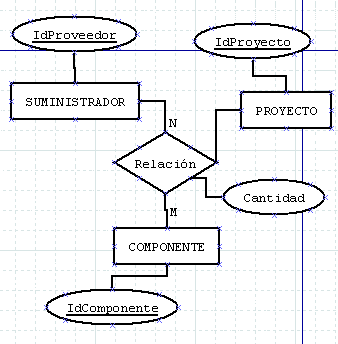 IdProveedor
IdProyecto
SUMINISTRADOR
PROYECTO
N
Relación
Cantidad
M
COMPONENTE
IdComponente